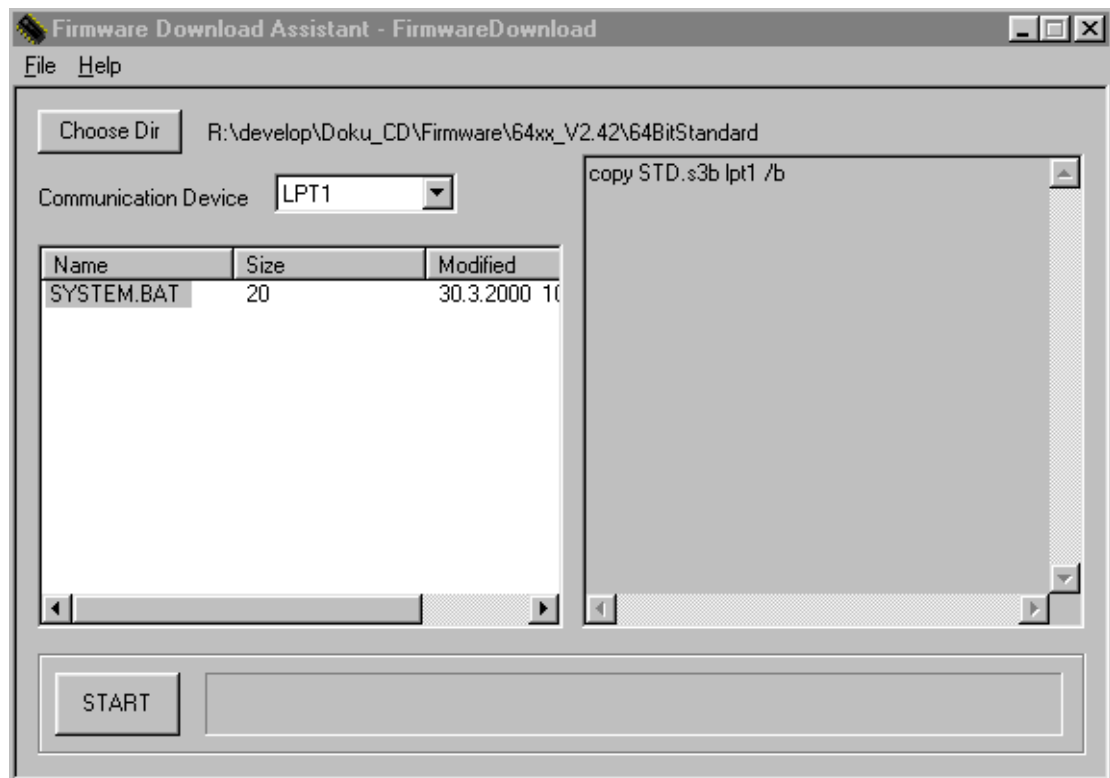 Firmware Download Assistant - FirmwareDownload
File Help
Choose Dir R:\develop\Doku_CD\Firmware\64xx_V2.42\64BitStandard
Communication Device LPT1
copy STD.s3b lpt1 /b
Name Size Modified
SYSTEM.BAT 20 30.3.2000 10
START